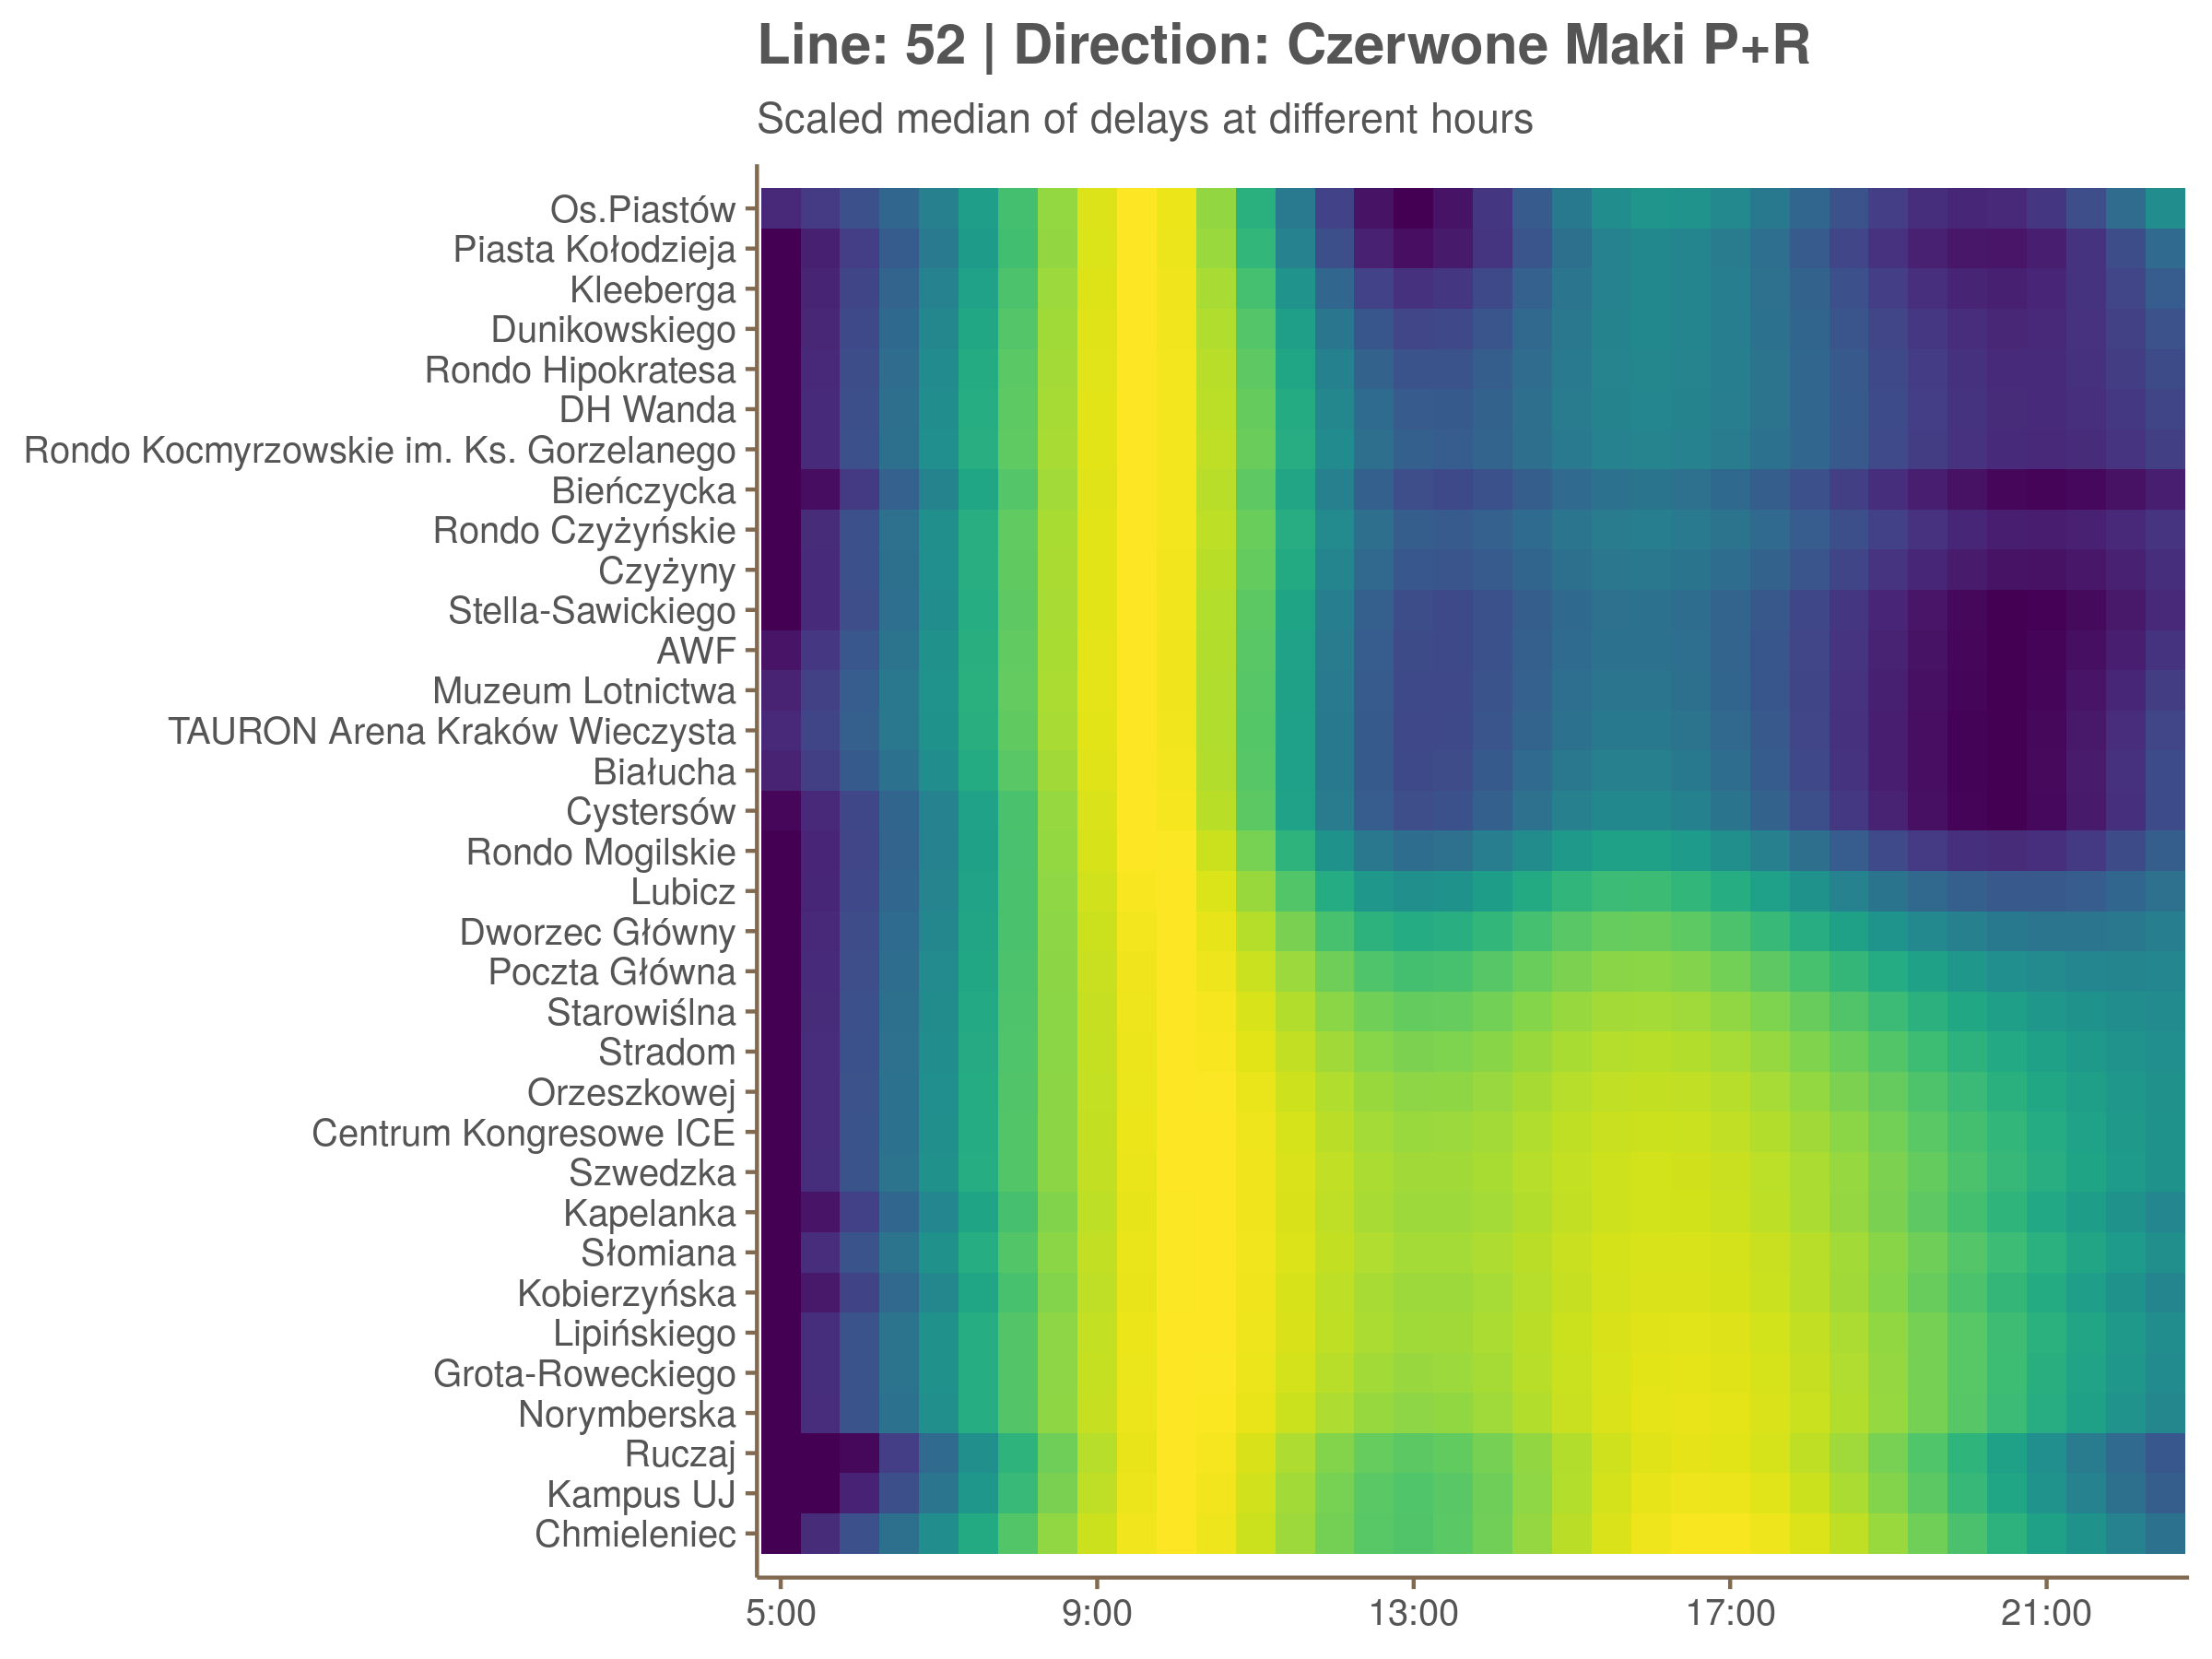 Line: 52 | Direction: Czerwone Maki P+R
Scaled median of delays at different hours
Os.Piastów
Piasta Kołodzieja
Kleeberga
Dunikowskiego
Rondo Hipokratesa
DH Wanda
Rondo Kocmyrzowskie im. Ks. Gorzelanego
Bieńczycka
Rondo Czyżyńskie
Czyżyny
Stella-Sawickiego
AWF
Muzeum Lotnictwa
TAURON Arena Kraków Wieczysta
Białucha
Cystersów
Rondo Mogilskie
Lubicz
Dworzec Główny
Poczta Główna
Starowiślna
Stradom
Orzeszkowej
Centrum Kongresowe ICE
Szwedzka
Kapelanka
Słomiana
Kobierzyńska
Lipińskiego
Grota-Roweckiego
Norymberska
Ruczaj
Kampus UJ
Chmieleniec
5:00 9:00 13:00 17:00 21:00